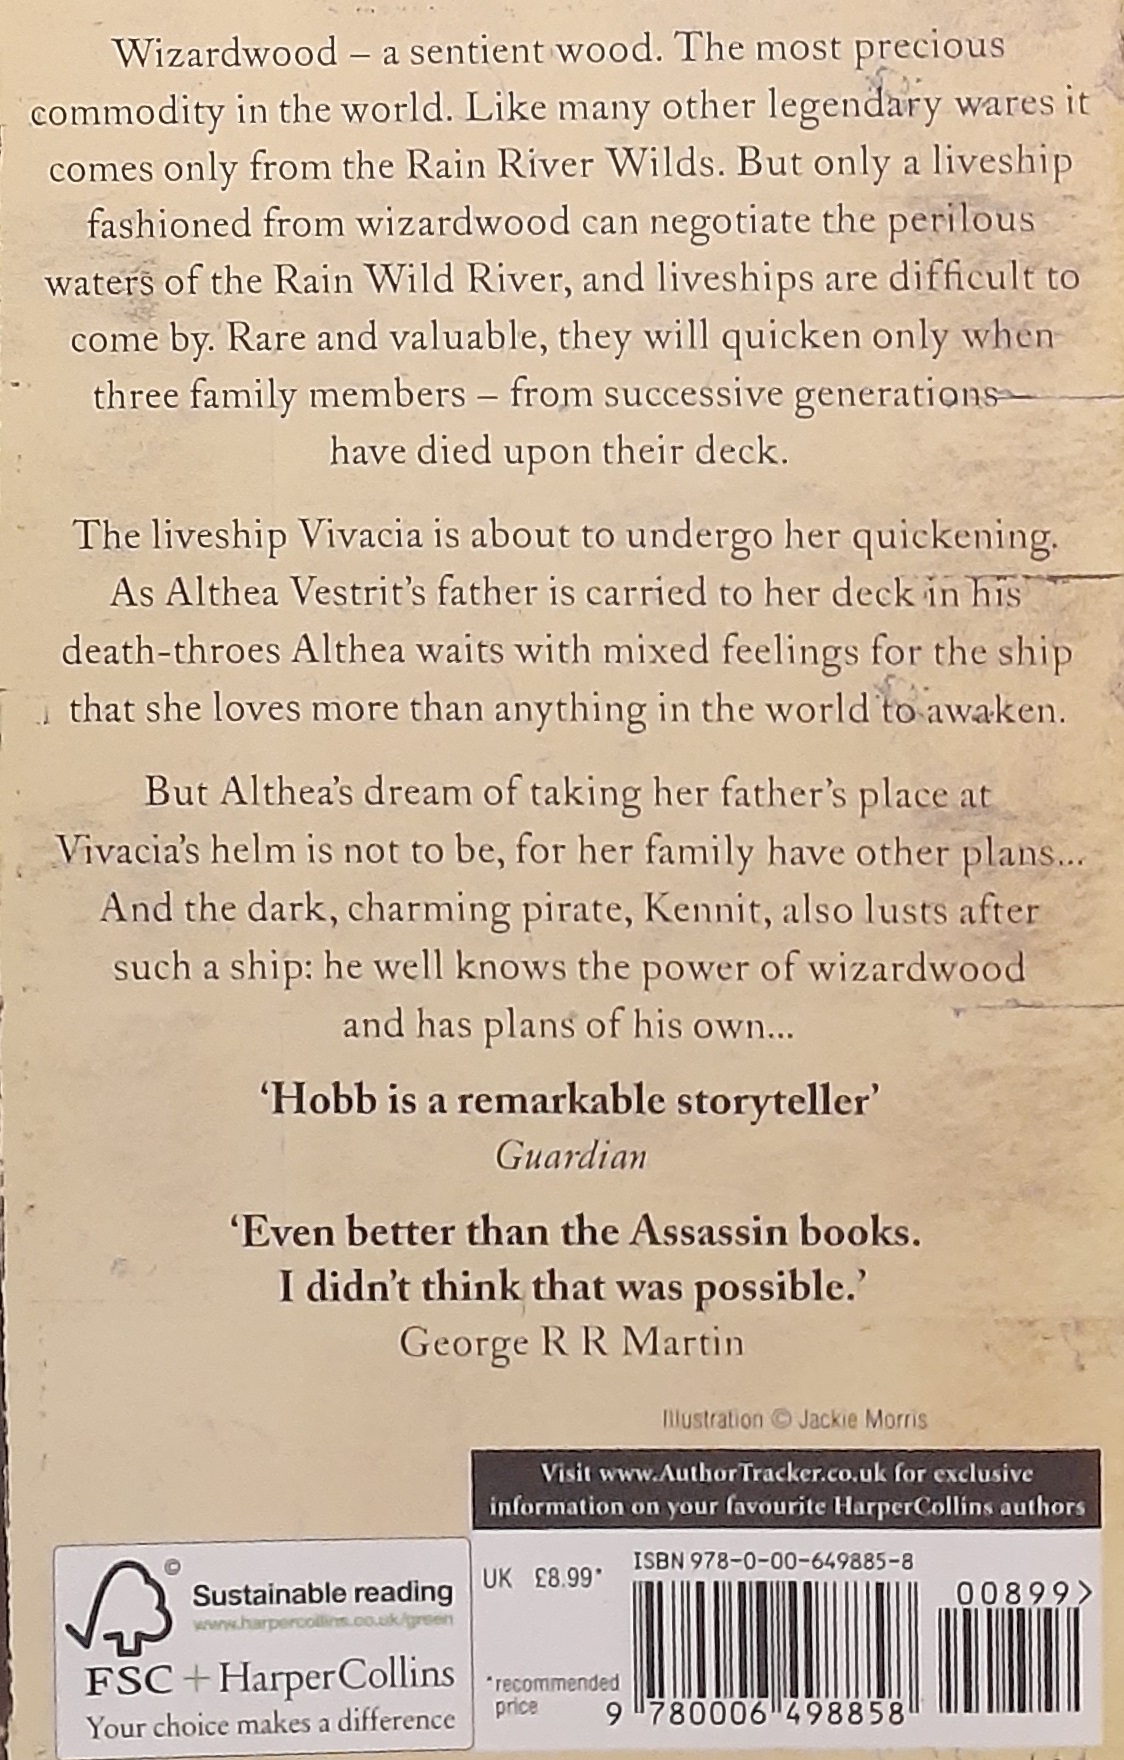 Wizardwood – a sentient wood. The most precious
commodity in the world. Like many other legendary wares it
comes only from the Rain River Wilds. But only a liveship
fashioned from wizardwood can negotiate the perilous
waters of the Rain Wild River, and liveships are difficult to
come by. Rare and valuable, they will quicken only when
three family members – from successive generations –
have died upon their deck.
The liveship Vivacia is about to undergo her quickening.
As Althea Vestrit's father is carried to her deck in his
death-throes Althea waits with mixed feelings for the ship
that she loves more than anything in the world to awaken.
But Althea's dream of taking her father's place at
Vivacia's helm is not to be, for her family have other plans...
And the dark, charming pirate, Kennit, also lusts after
such a ship: he well knows the power of wizardwood
and has plans of his own...
'Hobb is a remarkable storyteller'
Guardian
'Even better than the Assassin books.
I didn't think that was possible.'
George R R Martin
Illustration © Jackie Morris
Visit www.AuthorTracker.co.uk for exclusive
information on your favourite HarperCollins authors
©
Sustainable reading
www.harpercollins.co.uk/green
FSC + HarperCollins
Your choice makes a difference
UK £8.99*
*recommended
price
ISBN 978-0-00-649885-8
00899>
9 780006 498858